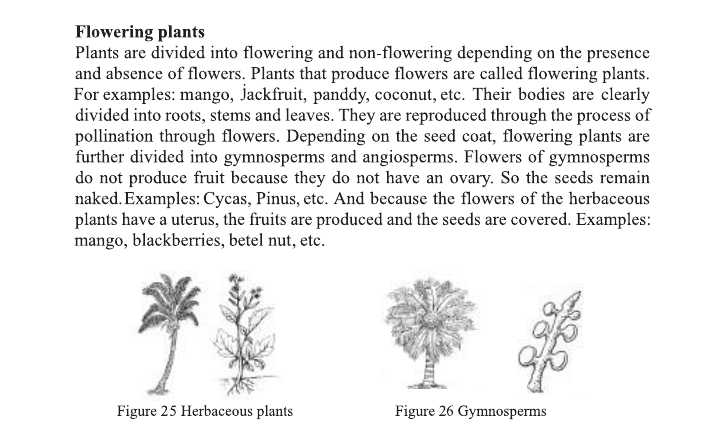 Flowering plants
Plants are divided into flowering and non-flowering depending on the presence
and absence of flowers. Plants that produce flowers are called flowering plants.
For examples: mango, jackfruit, panddy, coconut, etc. Their bodies are clearly
divided into roots, stems and leaves. They are reproduced through the process of
pollination through flowers. Depending on the seed coat, flowering plants are
further divided into gymnosperms and angiosperms. Flowers of gymnosperms
do not produce fruit because they do not have an ovary. So the seeds remain
naked. Examples: Cycas, Pinus, etc. And because the flowers of the herbaceous
plants have a uterus, the fruits are produced and the seeds are covered. Examples:
mango, blackberries, betel nut, etc.
Figure 25 Herbaceous plants
Figure 26 Gymnosperms